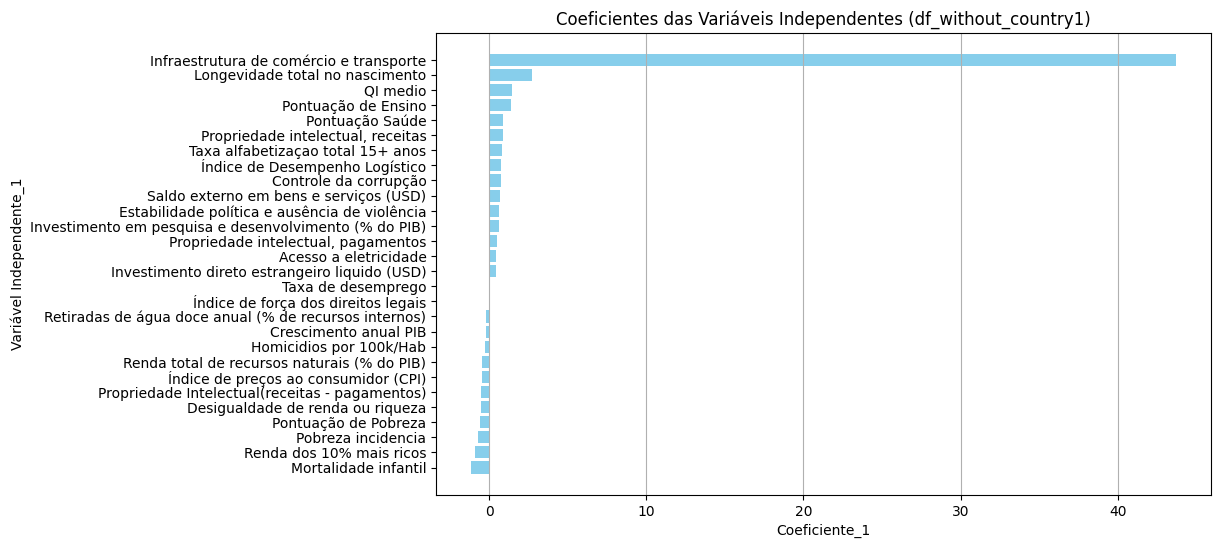 Coeficientes das Variáveis Independentes (df_without_country1)
Infraestrutura de comércio e transporte
Longevidade total no nascimento
QI medio
Pontuação de Ensino
Pontuação Saúde
Propriedade intelectual, receitas
Taxa alfabetizaçao total 15+ anos
Índice de Desempenho Logístico
Controle da corrupção
Saldo externo em bens e serviços (USD)
Estabilidade política e ausência de violência
Investimento em pesquisa e desenvolvimento (% do PIB)
Propriedade intelectual, pagamentos
Acesso a eletricidade
Investimento direto estrangeiro liquido (USD)
Taxa de desemprego
Índice de força dos direitos legais
Retiradas de água doce anual (% de recursos internos)
Crescimento anual PIB
Homicidios por 100k/Hab
Renda total de recursos naturais (% do PIB)
Índice de preços ao consumidor (CPI)
Propriedade Intelectual(receitas - pagamentos)
Desigualdade de renda ou riqueza
Pontuação de Pobreza
Pobreza incidencia
Renda dos 10% mais ricos
Mortalidade infantil
Variável Independente_1
0 10 20 30 40
Coeficiente_1